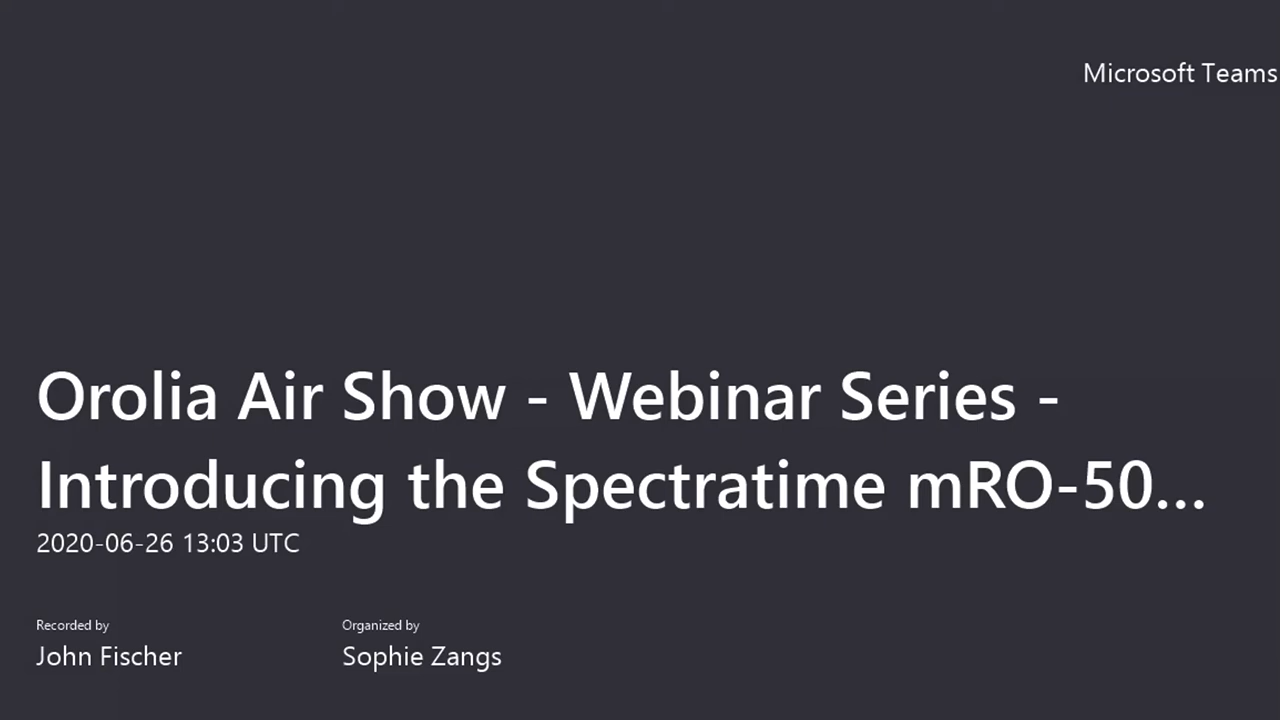 Microsoft Teams
Orolia Air Show - Webinar Series -
Introducing the Spectratime mRO-50...
2020-06-26 13:03 UTC
Recorded by
Organized by
John Fischer
Sophie Zangs